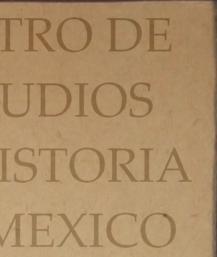 TRO DE
UDIOS
ISTORIA
MEXICO